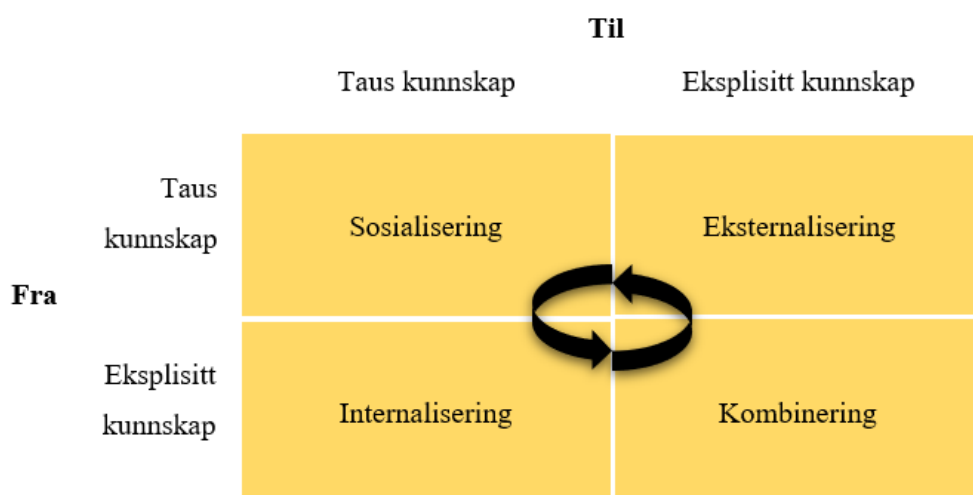 Til
Taus kunnskap
Eksplisitt kunnskap
Taus
kunnskap
Sosialisering
Eksternalisering
Fra
Eksplisitt
kunnskap
Internalisering
Kombinering